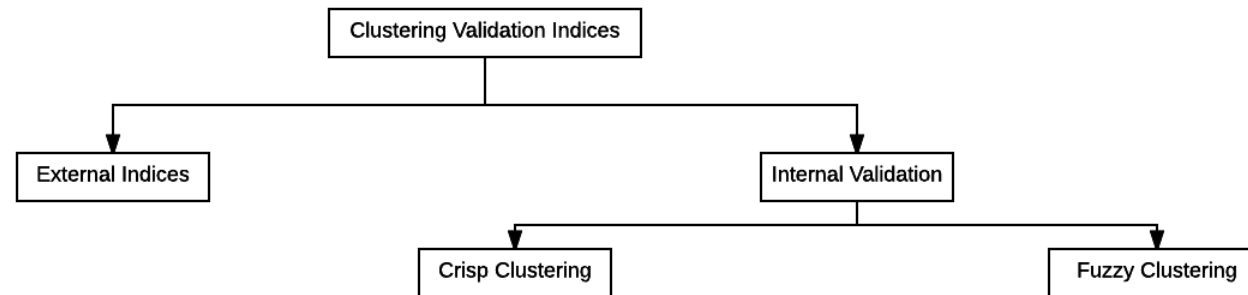 Clustering Validation Indices
External Indices
Internal Validation
Crisp Clustering
Fuzzy Clustering